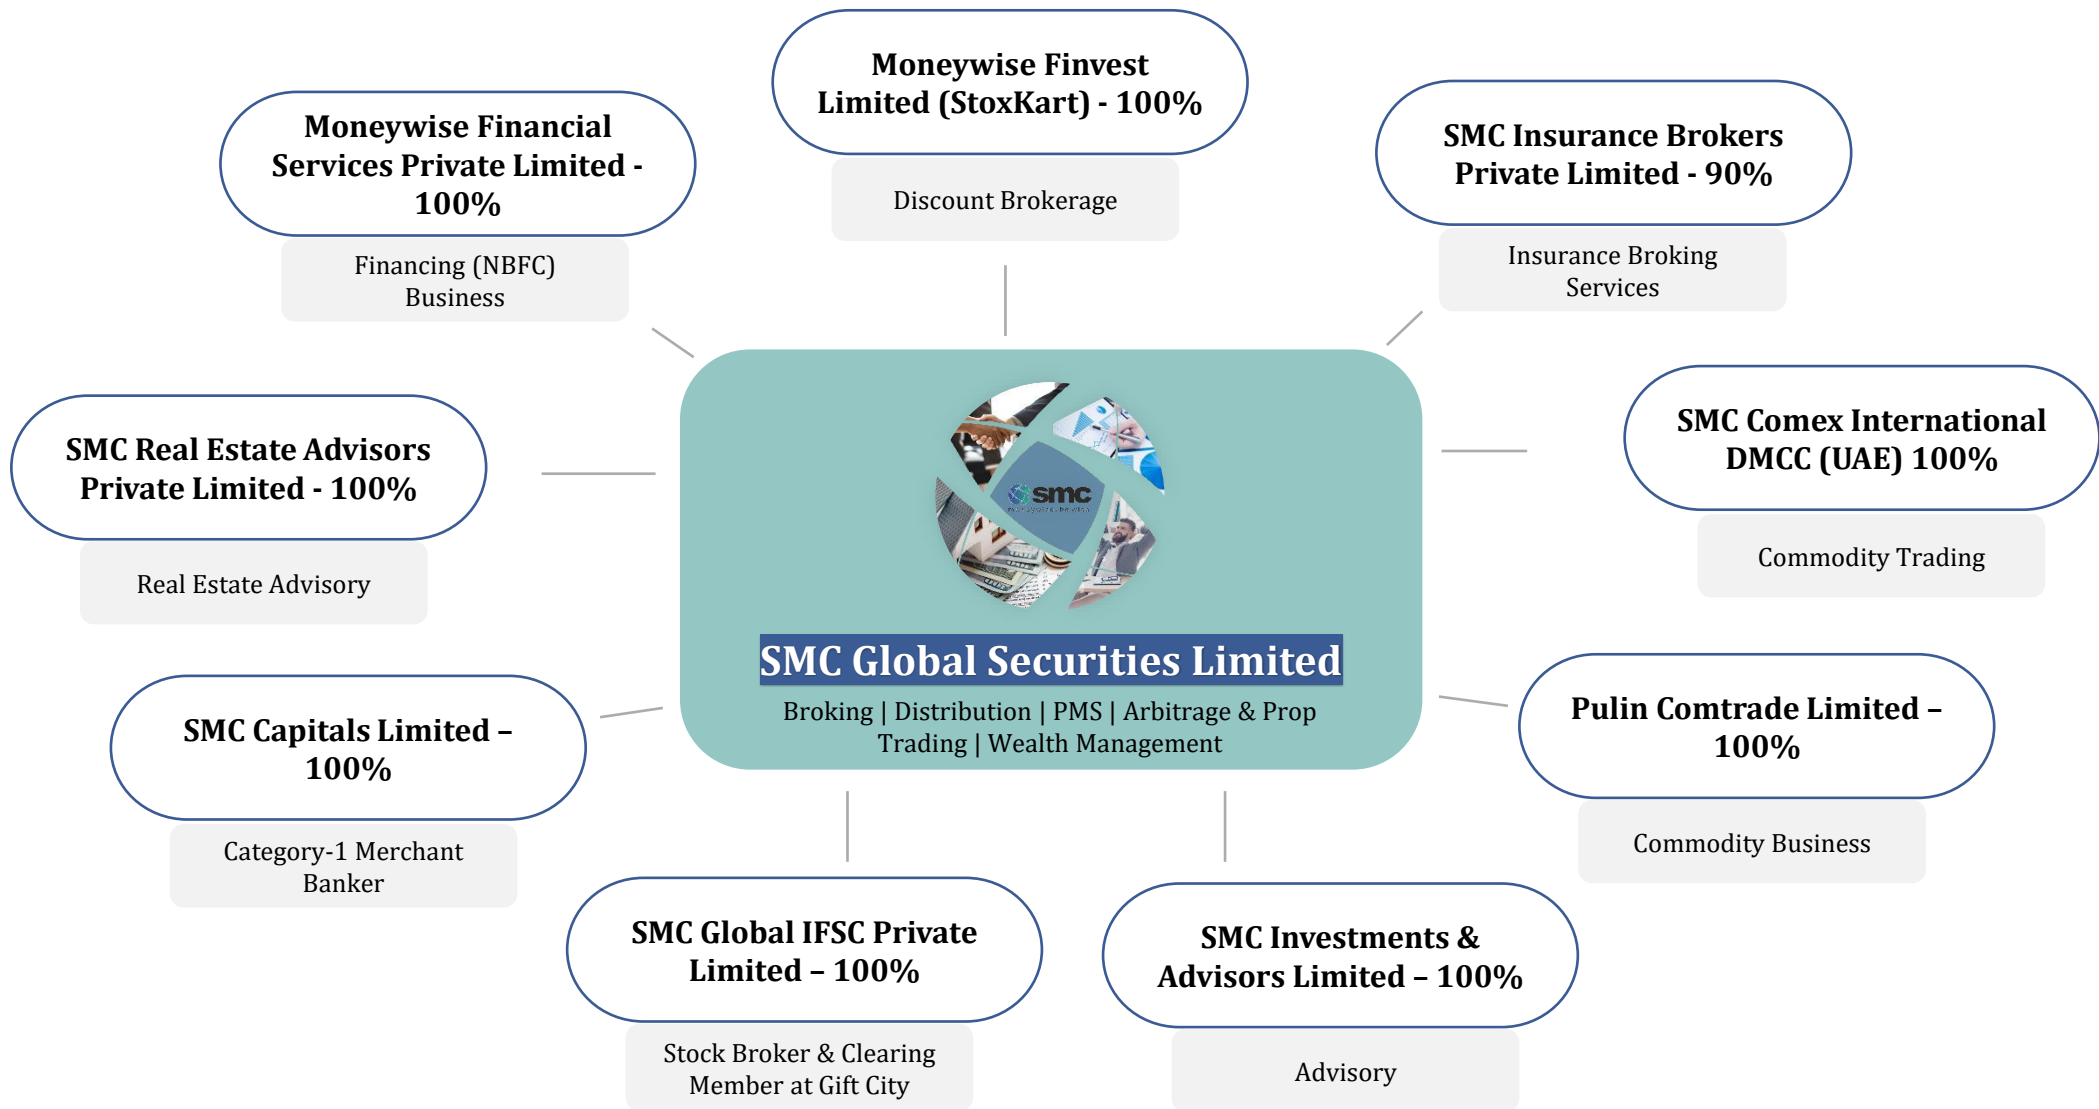 Moneywise Finvest
Limited (StoxKart) - 100%
Discount Brokerage
Moneywise Financial
Services Private Limited -
100%
Financing (NBFC)
Business
SMC Insurance Brokers
Private Limited - 90%
Insurance Broking
Services
SMC Real Estate Advisors
Private Limited - 100%
Real Estate Advisory
SMC Comex International
DMCC (UAE) 100%
Commodity Trading
smc
SMC Global Securities Limited
Broking | Distribution | PMS | Arbitrage & Prop
Trading | Wealth Management
SMC Capitals Limited –
100%
Category-1 Merchant
Banker
Pulin Comtrade Limited –
100%
Commodity Business
SMC Global IFSC Private
Limited – 100%
Stock Broker & Clearing
Member at Gift City
SMC Investments &
Advisors Limited – 100%
Advisory